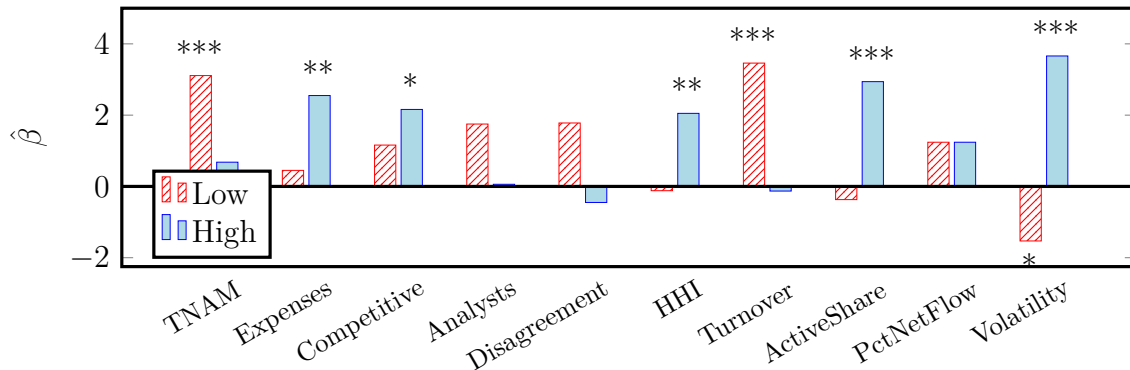 *** *** ***
4 ** ** ***
*
2
β̂
0
Low
High
−2 *
TNAM Expenses Competitive Analysts Disagreement HHI Turnover ActiveShare PctNetFlow Volatility